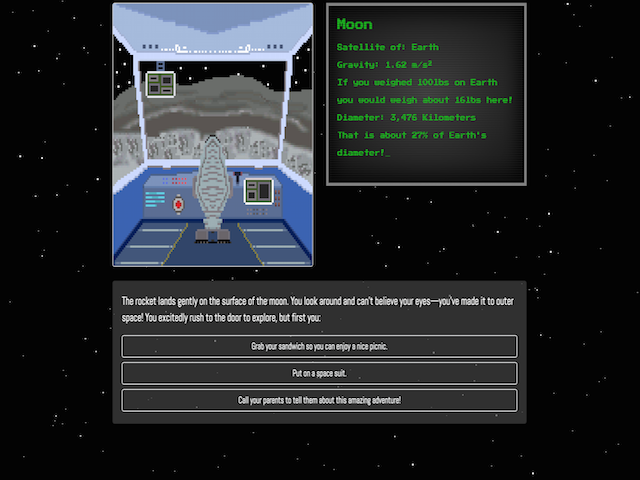 Moon
Satellite of: Earth
Gravity: 1.62 m/s²
If you weighed 100lbs on Earth
you would weigh about 16lbs here!
Diameter: 3,476 Kilometers
That is about 27% of Earth's
diameter!_
The rocket lands gently on the surface of the moon. You look around and can't believe your eyes—you've made it to outer
space! You excitedly rush to the door to explore, but first you:
Grab your sandwich so you can enjoy a nice picnic.
Put on a space suit.
Call your parents to tell them about this amazing adventure!